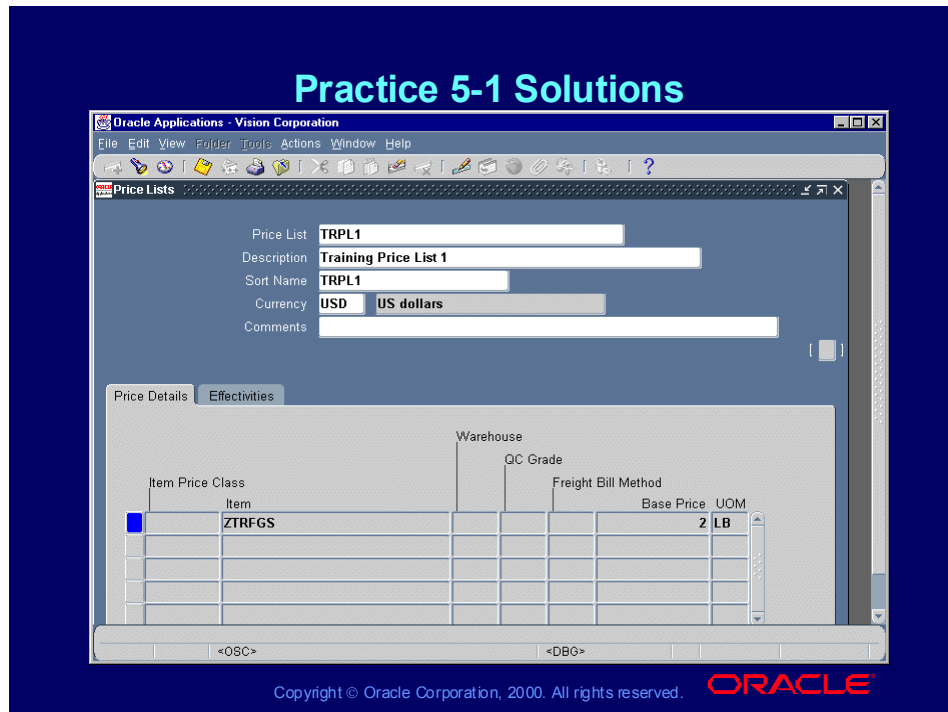 Practice 5-1 Solutions
Oracle Applications - Vision Corporation
File Edit View Folder Tools Actions Window Help
Price Lists
Price List TRPL1
Description Training Price List 1
Sort Name TRPL1
Currency USD US dollars
Comments
[ ]
Price Details Effectivities
Warehouse
QC Grade
Item Price Class Freight Bill Method
Item Base Price UOM
ZTRFGS 2 LB
<OSC> <DBG>
Copyright © Oracle Corporation, 2000. All rights reserved. ORACLE®